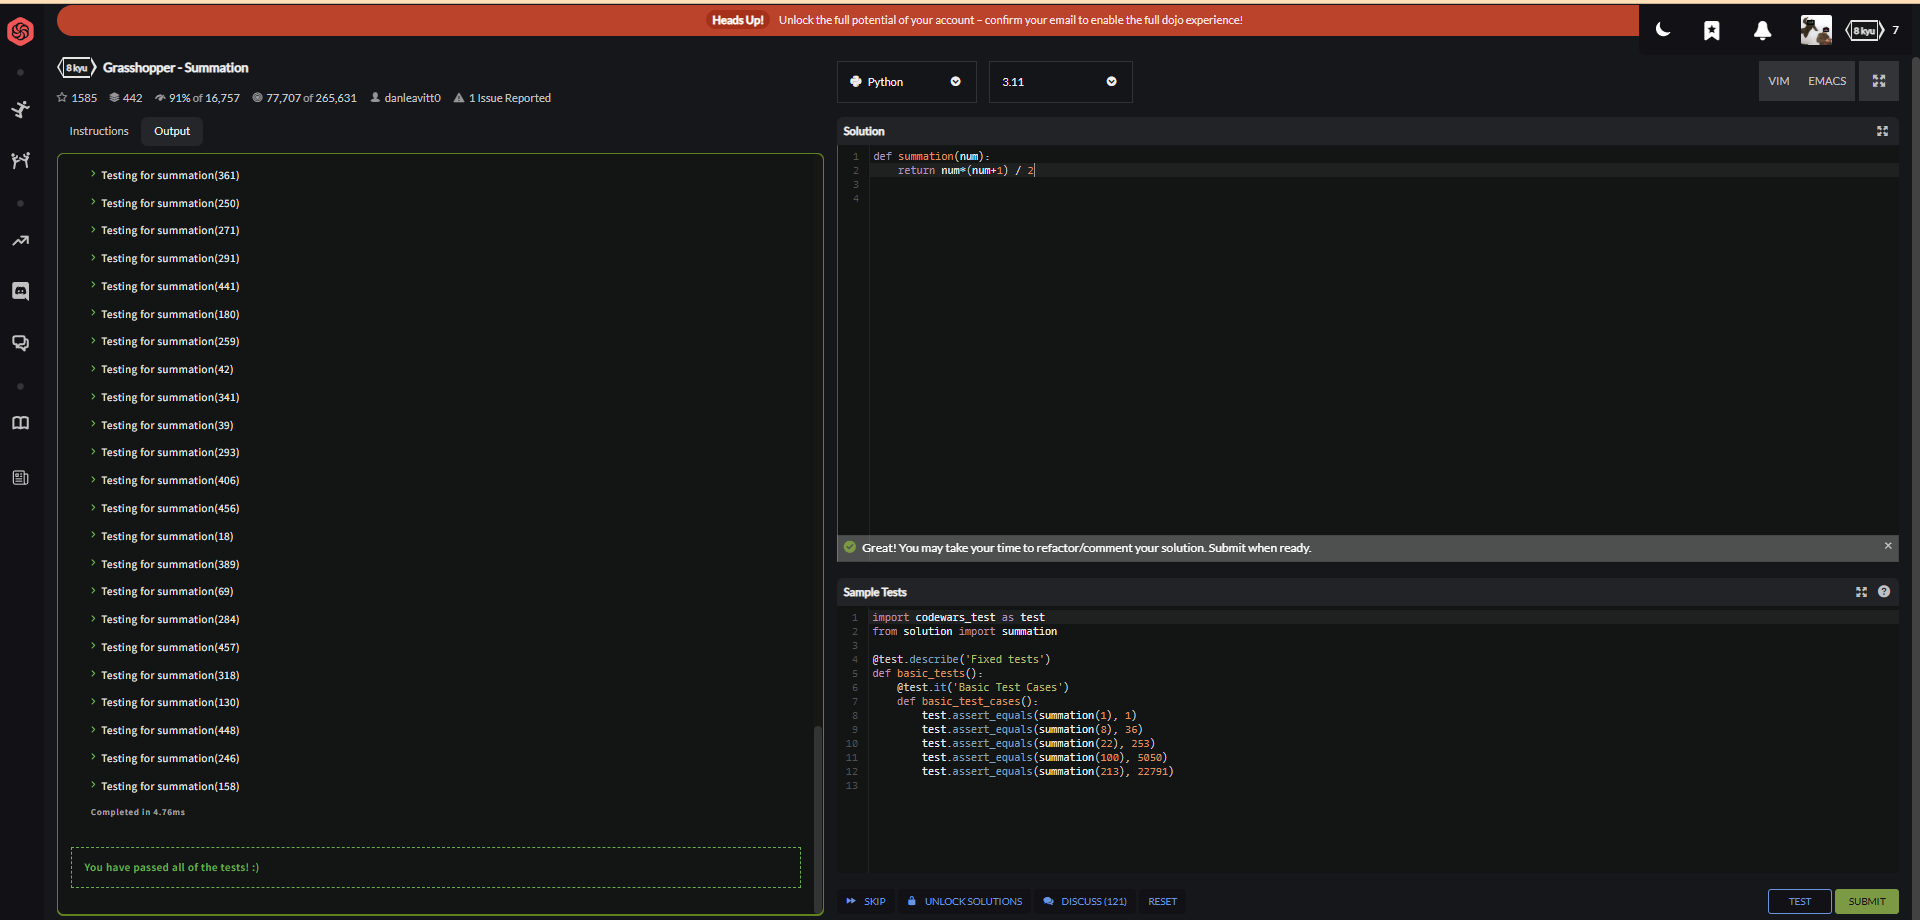 Heads Up! Unlock the full potential of your account – confirm your email to enable the full dojo experience!
8 kyu 7
8 kyu Grasshopper - Summation
1585 442 91% of 16,757 77,707 of 265,631 danleavitt0 1 Issue Reported
Instructions Output
Testing for summation(361)
Testing for summation(250)
Testing for summation(271)
Testing for summation(291)
Testing for summation(441)
Testing for summation(180)
Testing for summation(259)
Testing for summation(42)
Testing for summation(341)
Testing for summation(39)
Testing for summation(293)
Testing for summation(406)
Testing for summation(456)
Testing for summation(18)
Testing for summation(389)
Testing for summation(69)
Testing for summation(284)
Testing for summation(457)
Testing for summation(318)
Testing for summation(130)
Testing for summation(448)
Testing for summation(246)
Testing for summation(158)
Completed in 4.76ms
You have passed all of the tests! :)
Python 3.11 VIM EMACS
Solution
1 def summation(num):
2     return num*(num+1) / 2
3
4
Great! You may take your time to refactor/comment your solution. Submit when ready.
Sample Tests
1 import codewars_test as test
2 from solution import summation
3
4 @test.describe('Fixed tests')
5 def basic_tests():
6     @test.it('Basic Test Cases')
7     def basic_test_cases():
8         test.assert_equals(summation(1), 1)
9         test.assert_equals(summation(8), 36)
10         test.assert_equals(summation(22), 253)
11         test.assert_equals(summation(100), 5050)
12         test.assert_equals(summation(213), 22791)
13
SKIP UNLOCK SOLUTIONS DISCUSS (121) RESET TEST SUBMIT